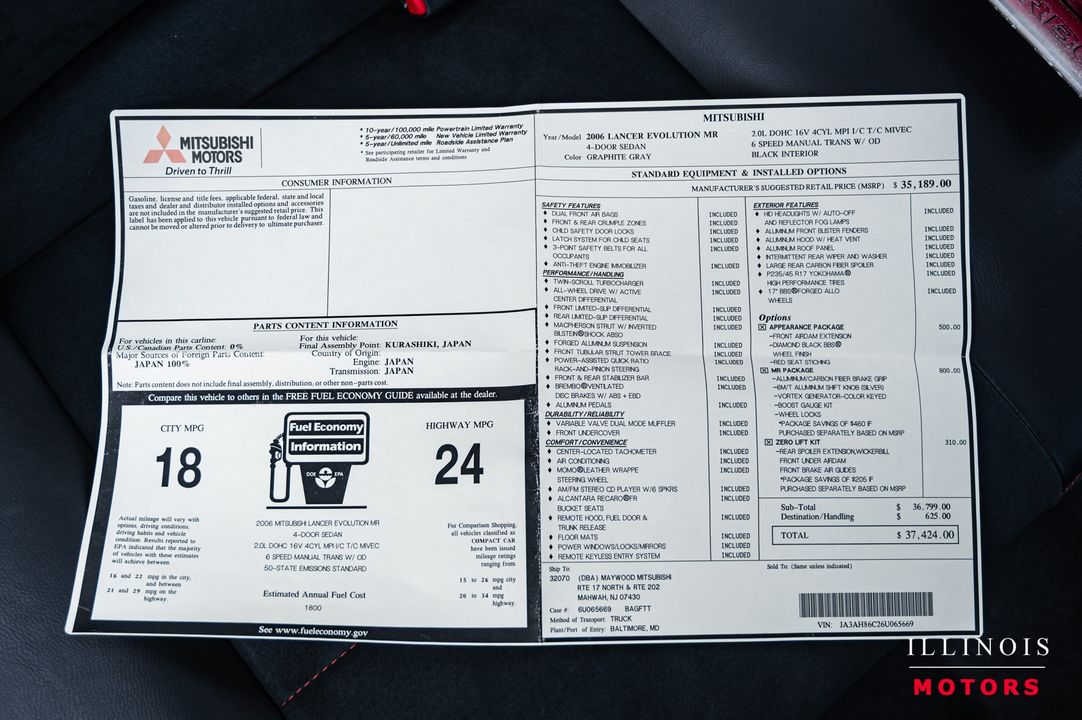 MITSUBISHI
MOTORS
Driven to Thrill
* 10-year/100,000 mile Powertrain Limited Warranty
* 5-year/60,000 mile New Vehicle Limited Warranty
* 5-year/Unlimited mile Roadside Assistance Plan
* See participating retailer for Limited Warranty and
Roadside Assistance terms and conditions
CONSUMER INFORMATION
Gasoline, license and title fees, applicable federal, state and local
taxes and dealer and distributor installed options and accessories
are not included in the manufacturer's suggested retail price. This
label has been applied to this vehicle pursuant to federal law and
cannot be moved or altered prior to delivery to ultimate purchaser.
PARTS CONTENT INFORMATION
For vehicles in this carline:
U.S./Canadian Parts Content: 0%
Major Sources of Foreign Parts Content:
JAPAN 100%
For this vehicle:
Final Assembly Point: KURASHIKI, JAPAN
Country of Origin:
Engine: JAPAN
Transmission: JAPAN
Note: Parts content does not include final assembly, distribution, or other non-parts cost.
Compare this vehicle to others in the FREE FUEL ECONOMY GUIDE available at the dealer.
CITY MPG
18
Fuel Economy
Information
DOE EPA
HIGHWAY MPG
24
Actual mileage will vary with
options, driving conditions,
driving habits and vehicle
condition. Results reported to
EPA indicated that the majority
of vehicles with these estimates
will achieve between
16 and 22 mpg in the city,
and between
21 and 29 mpg on the
highway.
2006 MITSUBISHI LANCER EVOLUTION MR
4-DOOR SEDAN
2.0L DOHC 16V 4CYL MPI I/C T/C MIVEC
6 SPEED MANUAL TRANS W/ OD
50-STATE EMISSIONS STANDARD
Estimated Annual Fuel Cost
1800
For Comparison Shopping,
all vehicles classified as
COMPACT CAR
have been issued
mileage ratings
ranging from
15 to 26 mpg city
and
20 to 34 mpg
highway.
See www.fueleconomy.gov
MITSUBISHI
Year/Model 2006 LANCER EVOLUTION MR
4-DOOR SEDAN
Color GRAPHITE GRAY
2.0L DOHC 16V 4CYL MPI I/C T/C MIVEC
6 SPEED MANUAL TRANS W/ OD
BLACK INTERIOR
STANDARD EQUIPMENT & INSTALLED OPTIONS
MANUFACTURER'S SUGGESTED RETAIL PRICE (MSRP) $ 35,189.00
SAFETY FEATURES
♦ DUAL FRONT AIR BAGS INCLUDED
♦ FRONT & REAR CRUMPLE ZONES INCLUDED
♦ CHILD SAFETY DOOR LOCKS INCLUDED
♦ LATCH SYSTEM FOR CHILD SEATS INCLUDED
♦ 3-POINT SAFETY BELTS FOR ALL INCLUDED
OCCUPANTS
♦ ANTI-THEFT ENGINE IMMOBILIZER INCLUDED
PERFORMANCE/HANDLING
♦ TWIN-SCROLL TURBOCHARGER INCLUDED
♦ ALL-WHEEL DRIVE W/ ACTIVE INCLUDED
CENTER DIFFERENTIAL
♦ FRONT LIMITED-SLIP DIFFERENTIAL INCLUDED
♦ REAR LIMITED-SLIP DIFFERENTIAL INCLUDED
♦ MACPHERSON STRUT W/ INVERTED INCLUDED
BILSTEIN® SHOCK ABSO
♦ FORGED ALUMINUM SUSPENSION INCLUDED
♦ FRONT TUBULAR STRUT TOWER BRACE INCLUDED
♦ POWER-ASSISTED QUICK RATIO INCLUDED
RACK-AND-PINION STEERING
♦ FRONT & REAR STABILIZER BAR INCLUDED
♦ BREMBO® VENTILATED INCLUDED
DISC BRAKES W/ ABS + EBD
♦ ALUMINUM PEDALS INCLUDED
DURABILITY/RELIABILITY
♦ VARIABLE VALVE DUAL MODE MUFFLER INCLUDED
♦ FRONT UNDERCOVER INCLUDED
COMFORT/CONVENIENCE
♦ CENTER-LOCATED TACHOMETER INCLUDED
♦ AIR CONDITIONING INCLUDED
♦ MOMO® LEATHER WRAPPE INCLUDED
STEERING WHEEL
♦ AM/FM STEREO CD PLAYER W/6 SPKRS INCLUDED
♦ ALCANTARA RECARO® FR INCLUDED
BUCKET SEATS
♦ REMOTE HOOD, FUEL DOOR & INCLUDED
TRUNK RELEASE
♦ FLOOR MATS INCLUDED
♦ POWER WINDOWS/LOCKS/MIRRORS INCLUDED
♦ REMOTE KEYLESS ENTRY SYSTEM INCLUDED
EXTERIOR FEATURES
♦ HD HEADLIGHTS W/ AUTO-OFF INCLUDED
AND REFLECTOR FOG LAMPS
♦ ALUMINUM FRONT BLISTER FENDERS INCLUDED
♦ ALUMINUM HOOD W/ HEAT VENT INCLUDED
♦ ALUMINUM ROOF PANEL INCLUDED
♦ INTERMITTENT REAR WIPER AND WASHER INCLUDED
♦ LARGE REAR CARBON FIBER SPOILER INCLUDED
♦ P235/45 R17 YOKOHAMA® INCLUDED
HIGH PERFORMANCE TIRES
♦ 17" BBS® FORGED ALLO INCLUDED
WHEELS
Options
☒ APPEARANCE PACKAGE 500.00
-FRONT AIRDAM EXTENSION
-DIAMOND BLACK BBS®
WHEEL FINISH
-RED SEAT STICHING
☒ MR PACKAGE 800.00
-ALUMINUM/CARBON FIBER BRAKE GRIP
-6M/T ALUMINUM SHIFT KNOB (SILVER)
-VORTEX GENERATOR-COLOR KEYED
-BOOST GAUGE KIT
-WHEEL LOCKS
*PACKAGE SAVINGS OF $460 IF
PURCHASED SEPARATELY BASED ON MSRP
☒ ZERO LIFT KIT 310.00
-REAR SPOILER EXTENSION,WICKERBILL
FRONT UNDER AIRDAM
FRONT BRAKE AIR GUIDES
*PACKAGE SAVINGS OF $205 IF
PURCHASED SEPARATELY BASED ON MSRP
Sub-Total $ 36,799.00
Destination/Handling $ 625.00
TOTAL $ 37,424.00
Ship To:
32070 (DBA) MAYWOOD MITSUBISHI
RTE 17 NORTH & RTE 202
MAHWAH, NJ 07430
Case #: 6U065669 BAGFTT
Method of Transport: TRUCK
Plant/Port of Entry: BALTIMORE, MD
Sold To: (Same unless indicated)
VIN: JA3AH86C26U065669
ILLINOIS
MOTORS